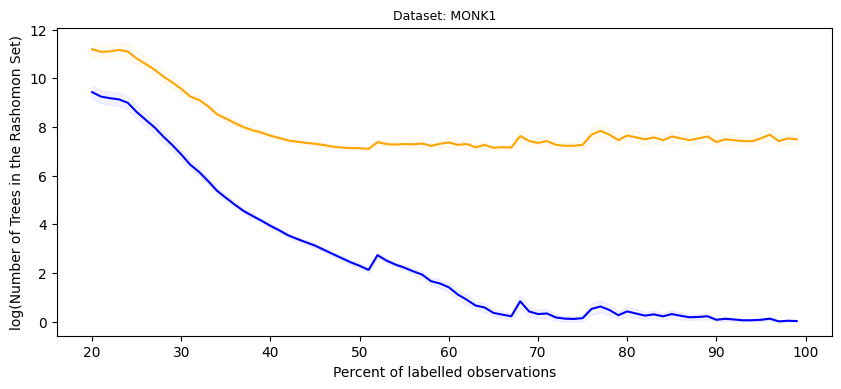 Dataset: MONK1
log(Number of Trees in the Rashomon Set)
12
10
8
6
4
2
0
20 30 40 50 60 70 80 90 100
Percent of labelled observations